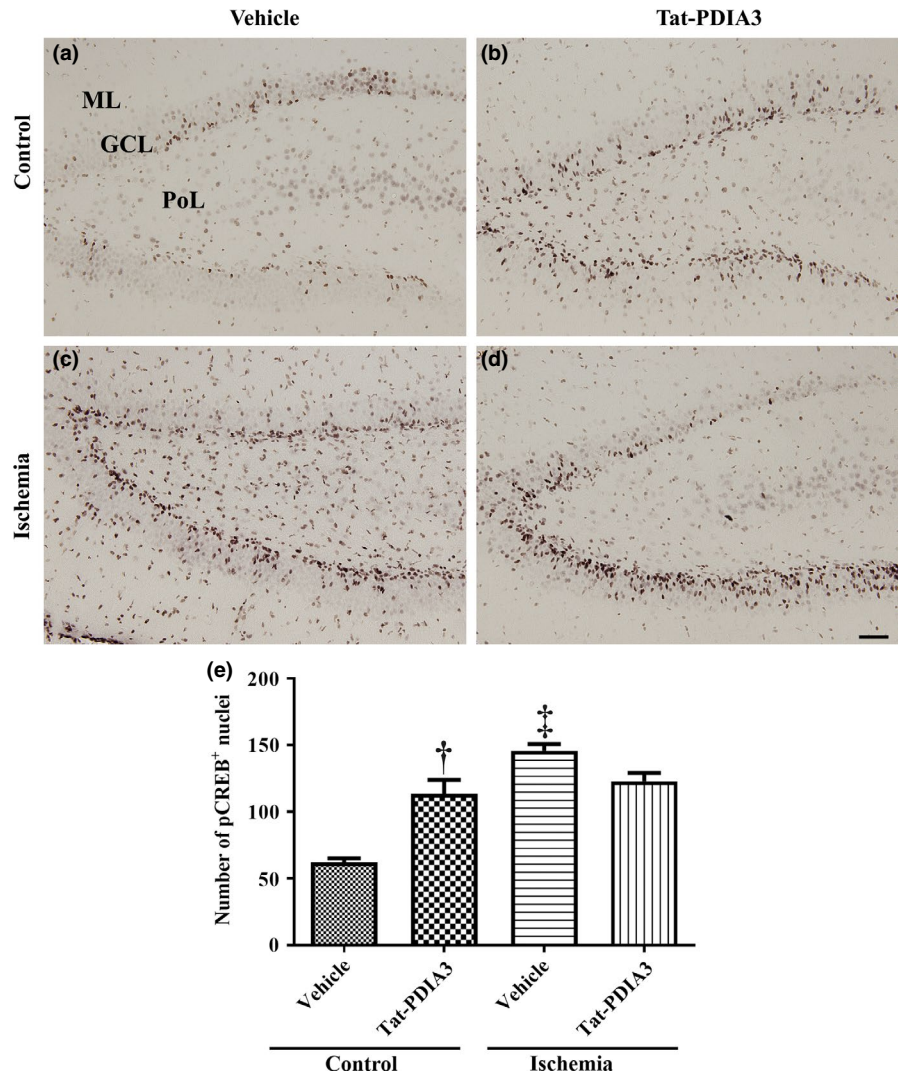 Vehicle Tat-PDIA3
Control
(a)
ML
GCL
PoL
(b)
Ischemia
(c)
(d)
(e)
Number of pCREB+ nuclei
200
150
100
50
0
†
‡
Vehicle
Tat-PDIA3
Vehicle
Tat-PDIA3
Control Ischemia